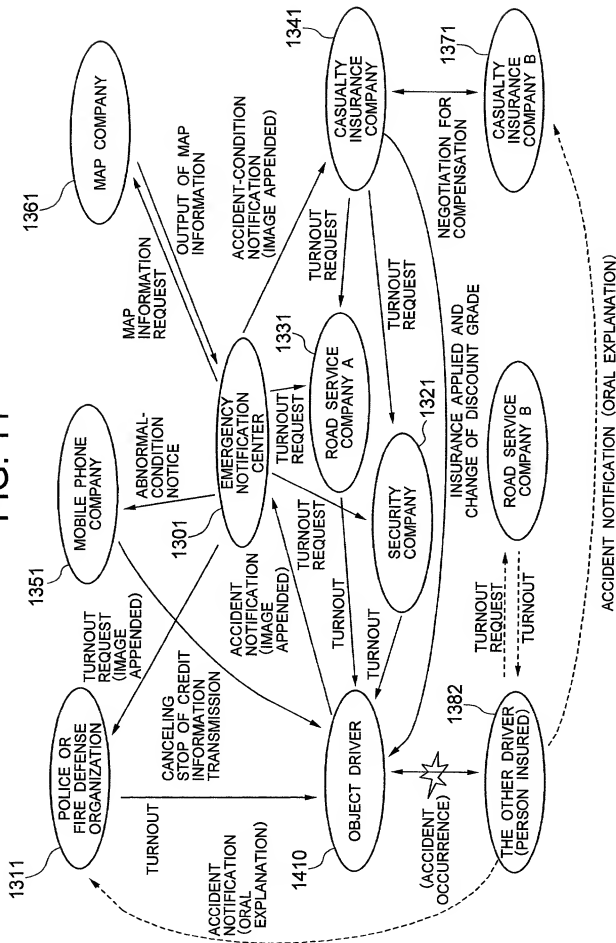 FIG.
1361
MAP COMPANY
1351
MOBILE PHONE
COMPANY
1311
POLICE OR
FIRE DEFENSE
ORGANIZATION
MAP
INFORMATION
REQUEST
OUTPUT OF MAP
INFORMATION
ABNORMAL-
CONDITION
NOTICE
TURNOUT
REQUEST
(IMAGE
APPENDED)
1301
EMERGENCY
NOTIFICATION
CENTER
ACCIDENT-CONDITION
NOTIFICATION
(IMAGE APPENDED)
1341
CASUALTY
INSURANCE
COMPANY
CANCELING
STOP OF CREDIT
INFORMATION
TRANSMISSION
ACCIDENT
NOTIFICATION
(IMAGE
APPENDED)
TURNOUT
REQUEST
TURNOUT
REQUEST
1331
ROAD SERVICE
COMPANY A
TURNOUT
REQUEST
TURNOUT
REQUEST
TURNOUT
ACCIDENT
NOTIFICATION
(ORAL
EXPLANATION)
1410
OBJECT DRIVER
TURNOUT
TURNOUT
SECURITY
COMPANY
1321
INSURANCE APPLIED AND
CHANGE OF DISCOUNT GRADE
NEGOTIATION FOR
COMPENSATION
1371
CASUALTY
INSURANCE
COMPANY B
(ACCIDENT
OCCURRENCE)
1382
THE OTHER DRIVER
(PERSON INSURED)
TURNOUT
REQUEST
TURNOUT
ROAD SERVICE
COMPANY B
ACCIDENT NOTIFICATION (ORAL EXPLANATION)